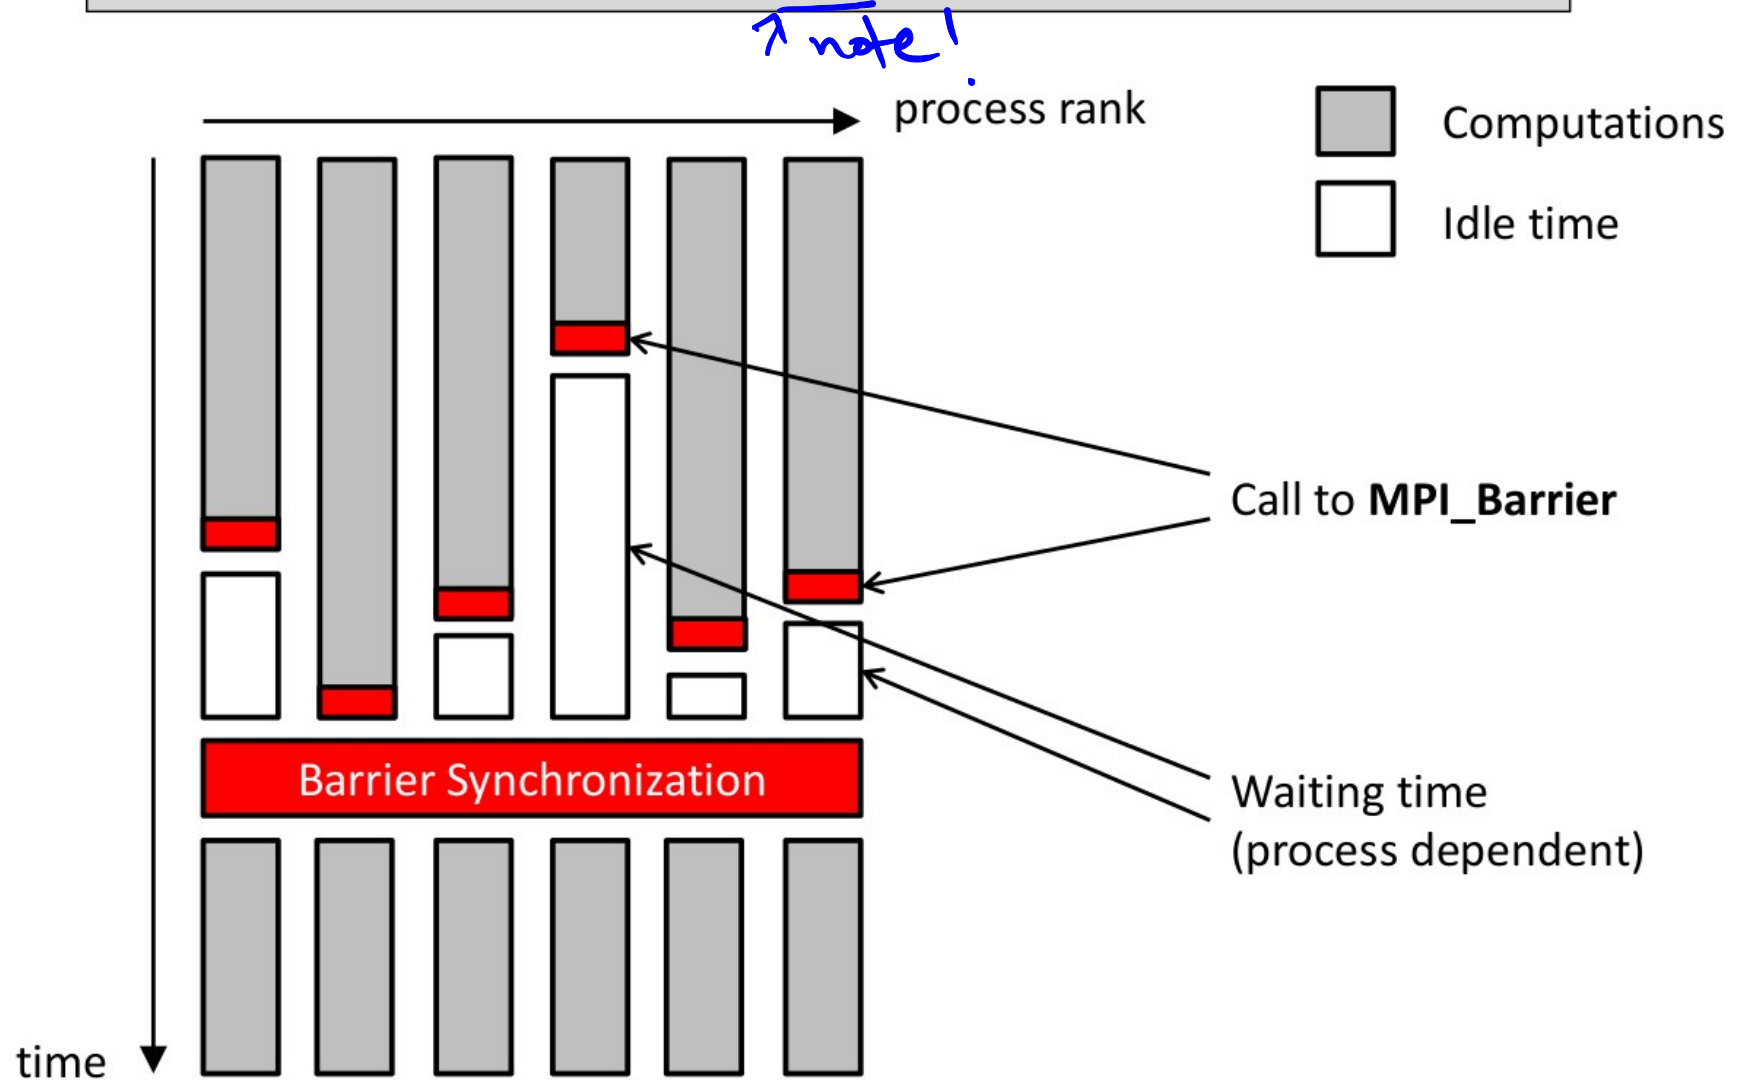 note!
process rank
Computations
Idle time
Call to MPI_Barrier
Barrier Synchronization
Waiting time
(process dependent)
time